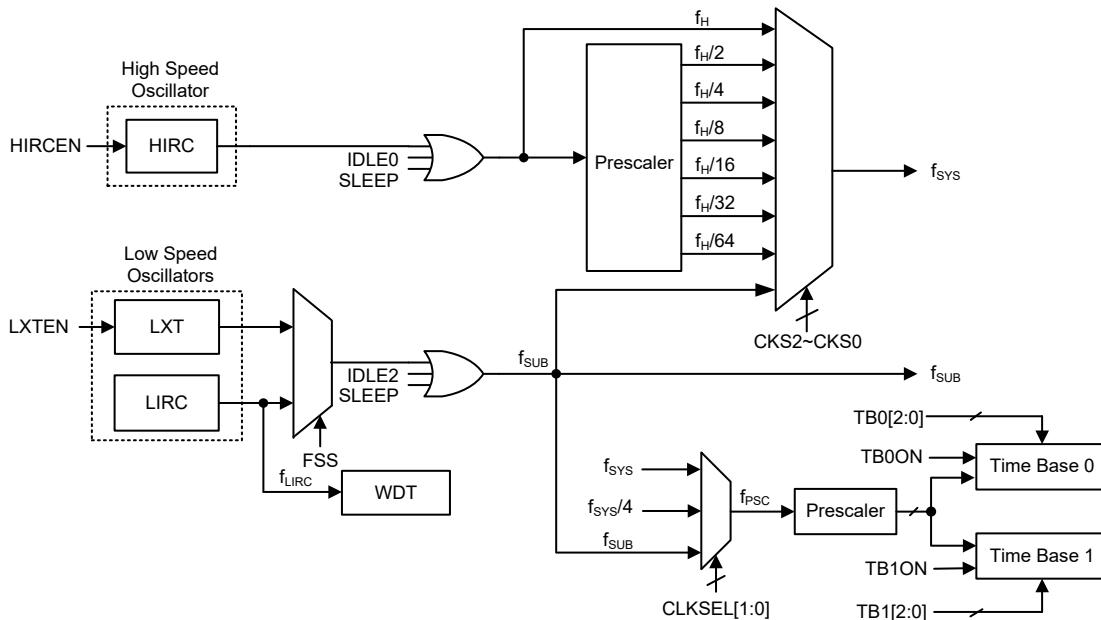 High Speed
Oscillator
HIRCEN
HIRC
IDLE0
SLEEP
Prescaler
fH
fH/2
fH/4
fH/8
fH/16
fH/32
fH/64
fSYS
CKS2~CKS0
Low Speed
Oscillators
LXTEN
LXT
LIRC
FSS
IDLE2
SLEEP
fSUB
fSUB
fLIRC
WDT
fSYS
fSYS/4
fSUB
CLKSEL[1:0]
fPSC
Prescaler
TB0[2:0]
TB0ON
Time Base 0
Time Base 1
TB1ON
TB1[2:0]